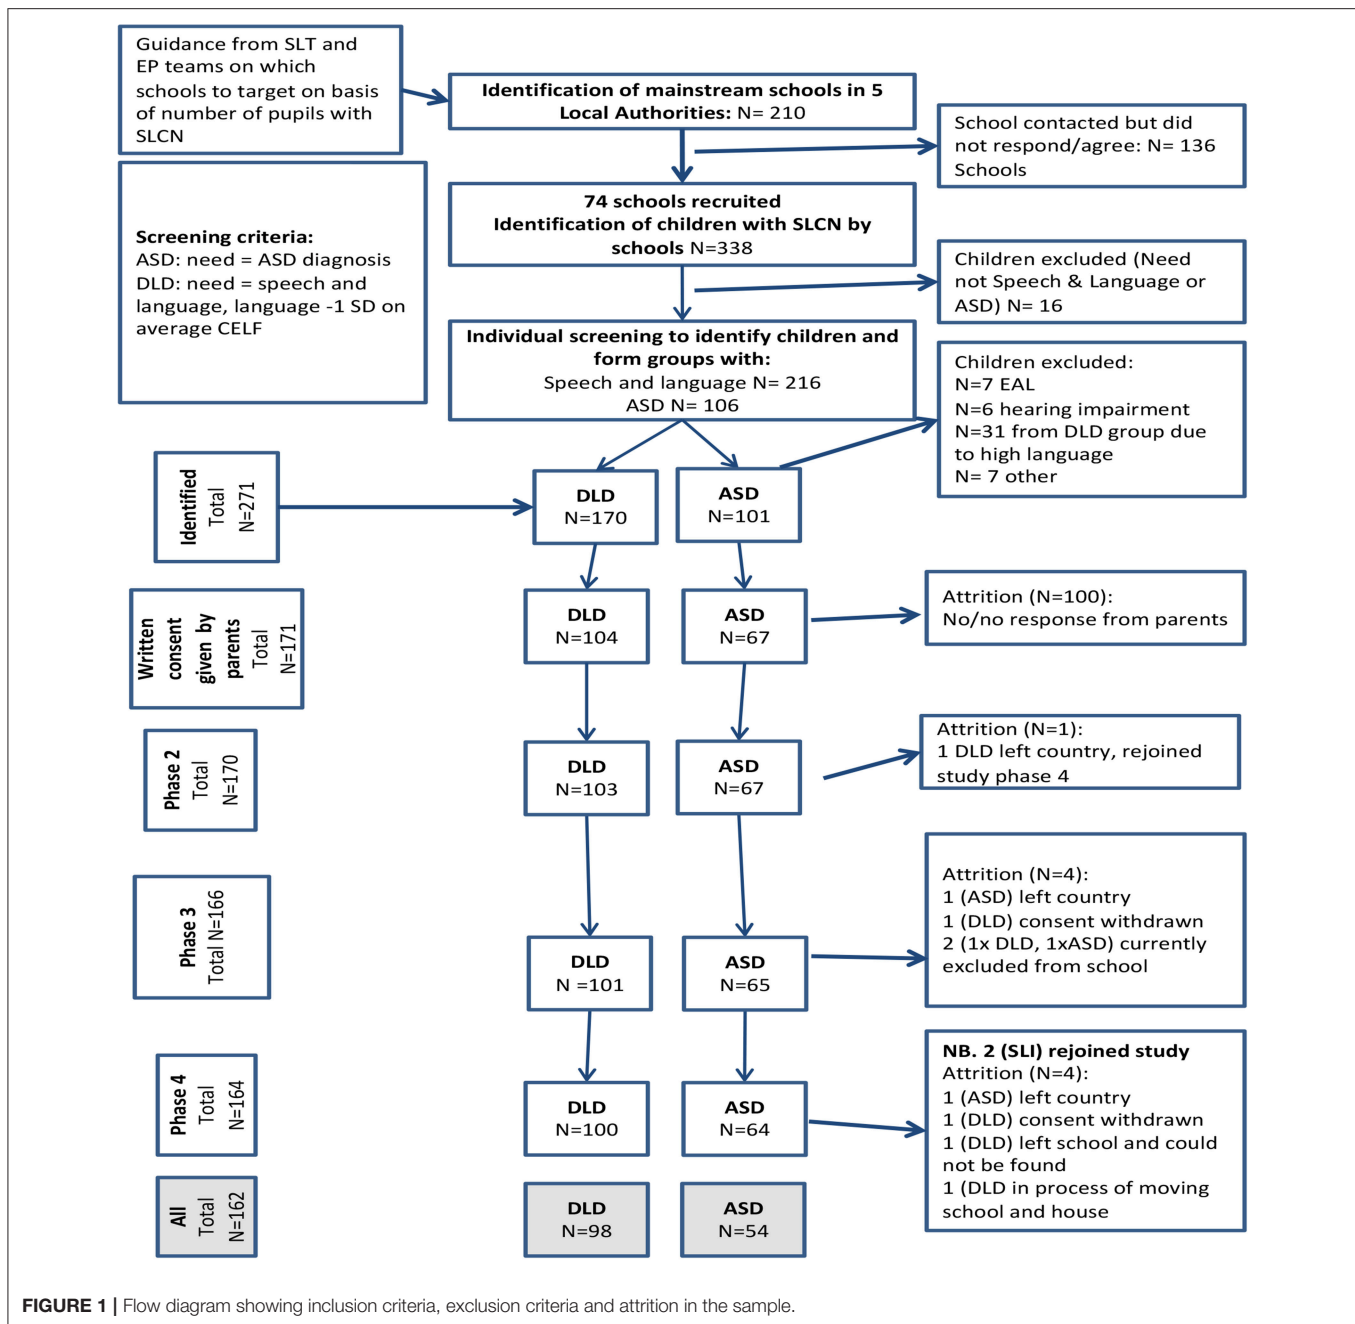 Guidance from SLT and
EP teams on which
schools to target on basis
of number of pupils with
SLCN
Identification of mainstream schools in 5
Local Authorities: N= 210
School contacted but did
not respond/agree: N= 136
Schools
Screening criteria:
ASD: need = ASD diagnosis
DLD: need = speech and
language, language -1 SD on
average CELF
74 schools recruited
Identification of children with SLCN by
schools N=338
Children excluded (Need
not Speech & Language or
ASD) N= 16
Individual screening to identify children and
form groups with:
Speech and language N= 216
ASD N= 106
Children excluded:
N=7 EAL
N=6 hearing impairment
N=31 from DLD group due
to high language
N= 7 other
Identified
Total
N=271
DLD
N=170
ASD
N=101
Written
consent
given by
parents
Total
N=171
DLD
N=104
ASD
N=67
Attrition (N=100):
No/no response from parents
Phase 2
Total
N=170
DLD
N=103
ASD
N=67
Attrition (N=1):
1 DLD left country, rejoined
study phase 4
Phase 3
Total N=166
DLD
N =101
ASD
N=65
Attrition (N=4):
1 (ASD) left country
1 (DLD) consent withdrawn
2 (1x DLD, 1xASD) currently
excluded from school
Phase 4
Total
N=164
DLD
N=100
ASD
N=64
NB. 2 (SLI) rejoined study
Attrition (N=4):
1 (ASD) left country
1 (DLD) consent withdrawn
1 (DLD) left school and could
not be found
1 (DLD in process of moving
school and house
All
Total
N=162
DLD
N=98
ASD
N=54
FIGURE 1 | Flow diagram showing inclusion criteria, exclusion criteria and attrition in the sample.